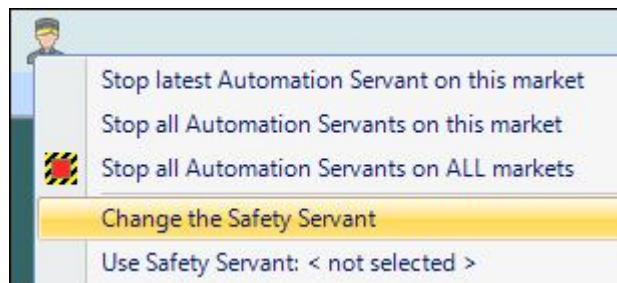 Stop latest Automation Servant on this market
Stop all Automation Servants on this market
Stop all Automation Servants on ALL markets
Change the Safety Servant
Use Safety Servant: < not selected >